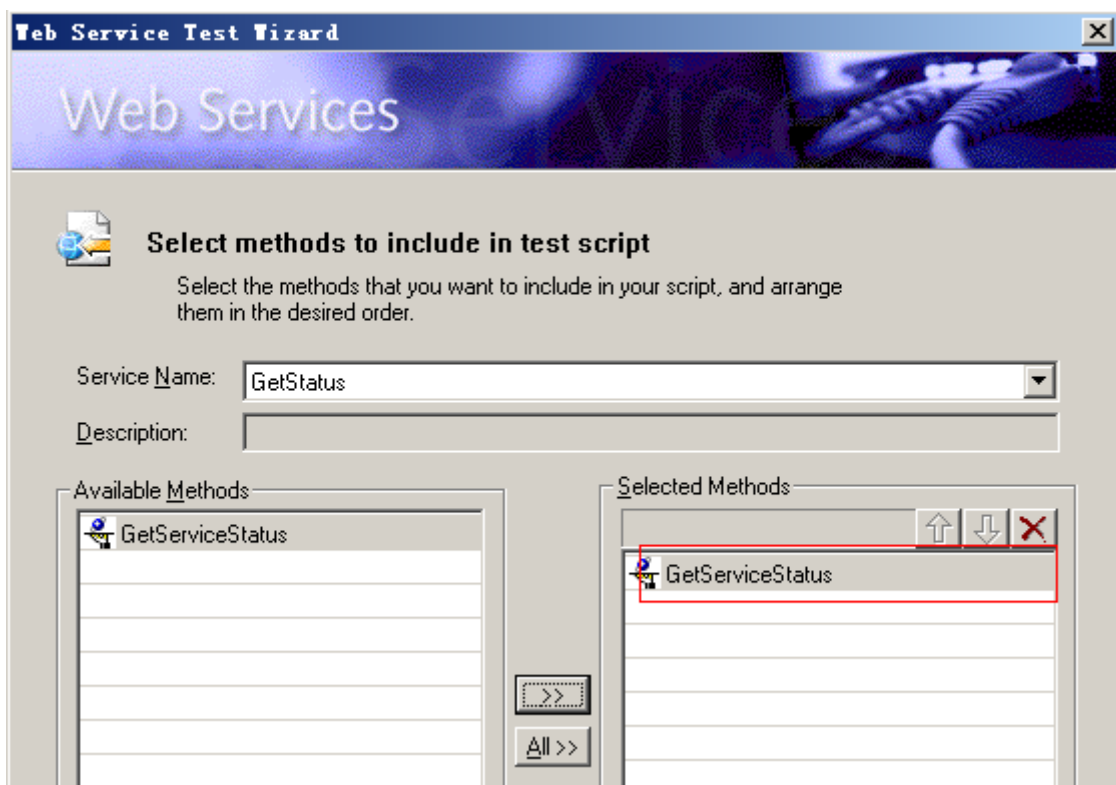 Web Service Test Wizard
Web Services
Service
Select methods to include in test script
Select the methods that you want to include in your script, and arrange
them in the desired order.
Service Name:
GetStatus
Description:
Available Methods
GetServiceStatus
>>
All >>
Selected Methods
GetServiceStatus